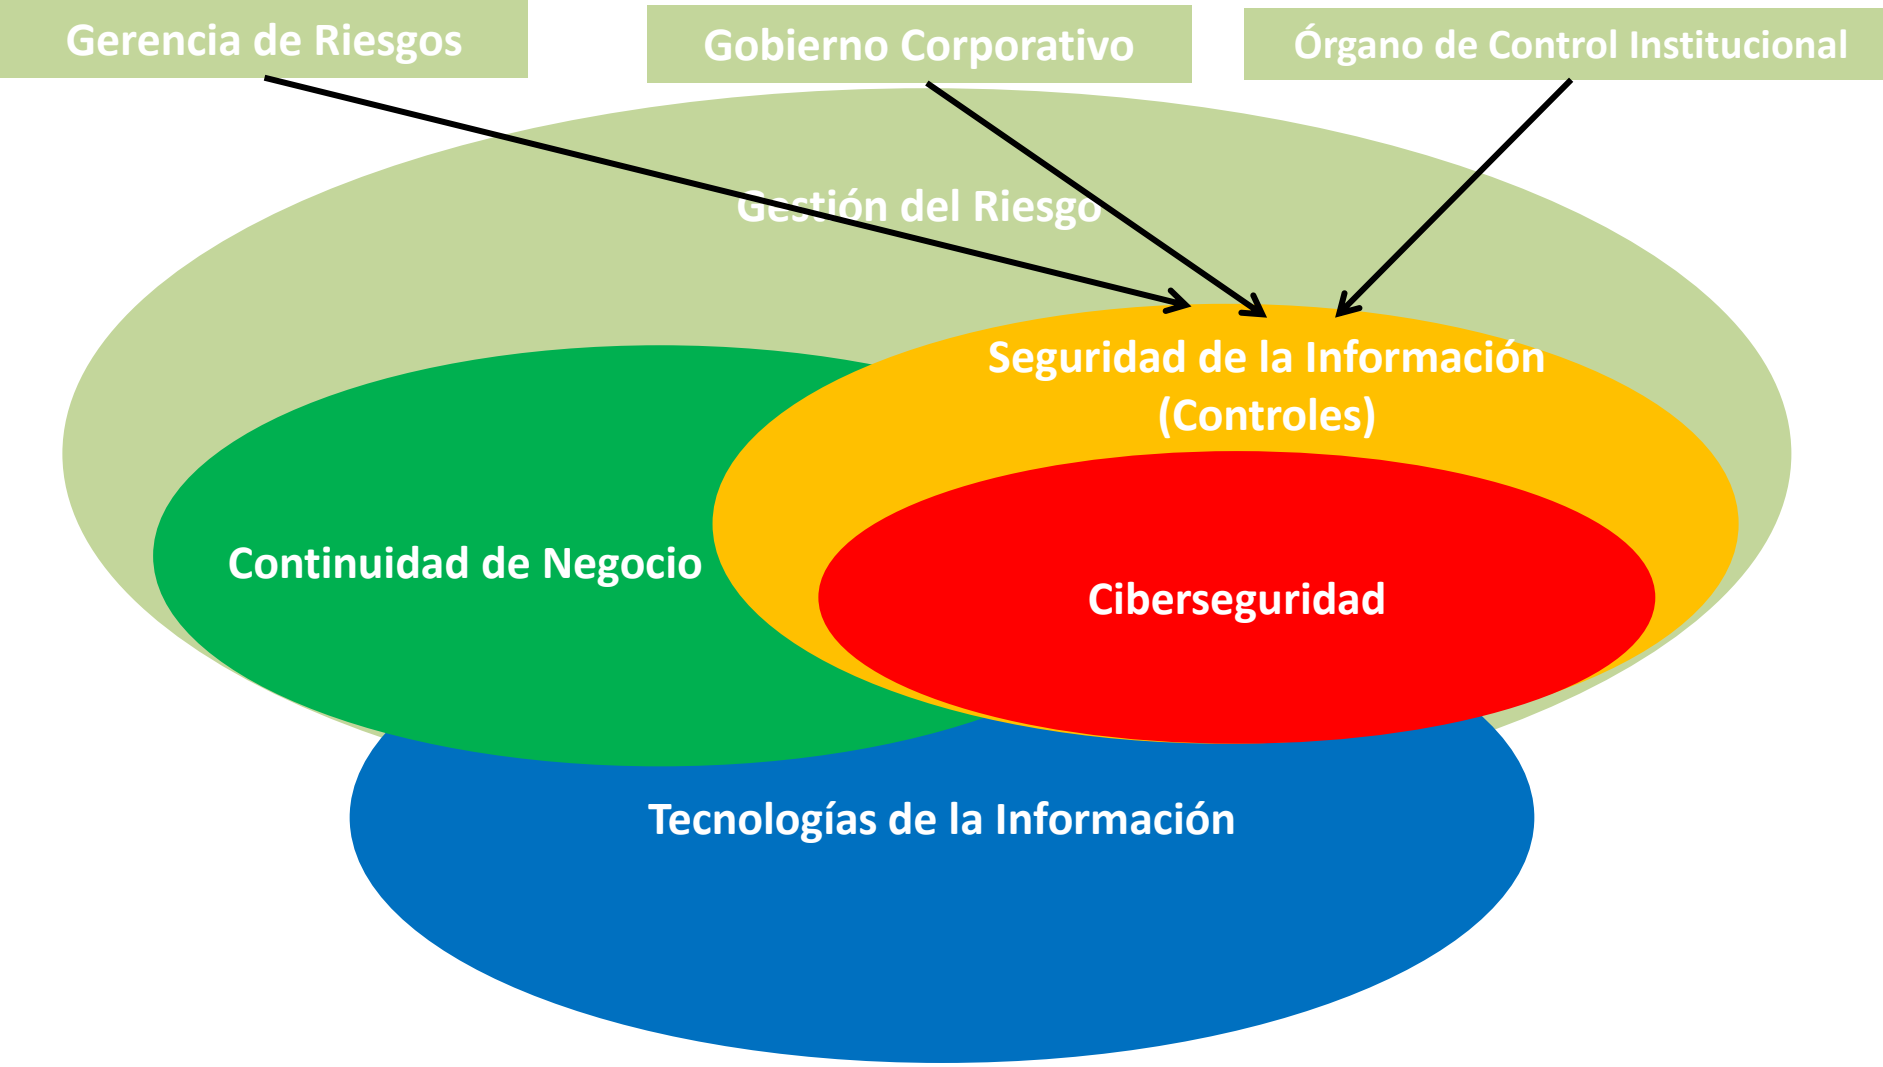 Gerencia de Riesgos
Gobierno Corporativo
Órgano de Control Institucional
Gestión del Riesgo
Seguridad de la Información
(Controles)
Continuidad de Negocio
Ciberseguridad
Tecnologías de la Información